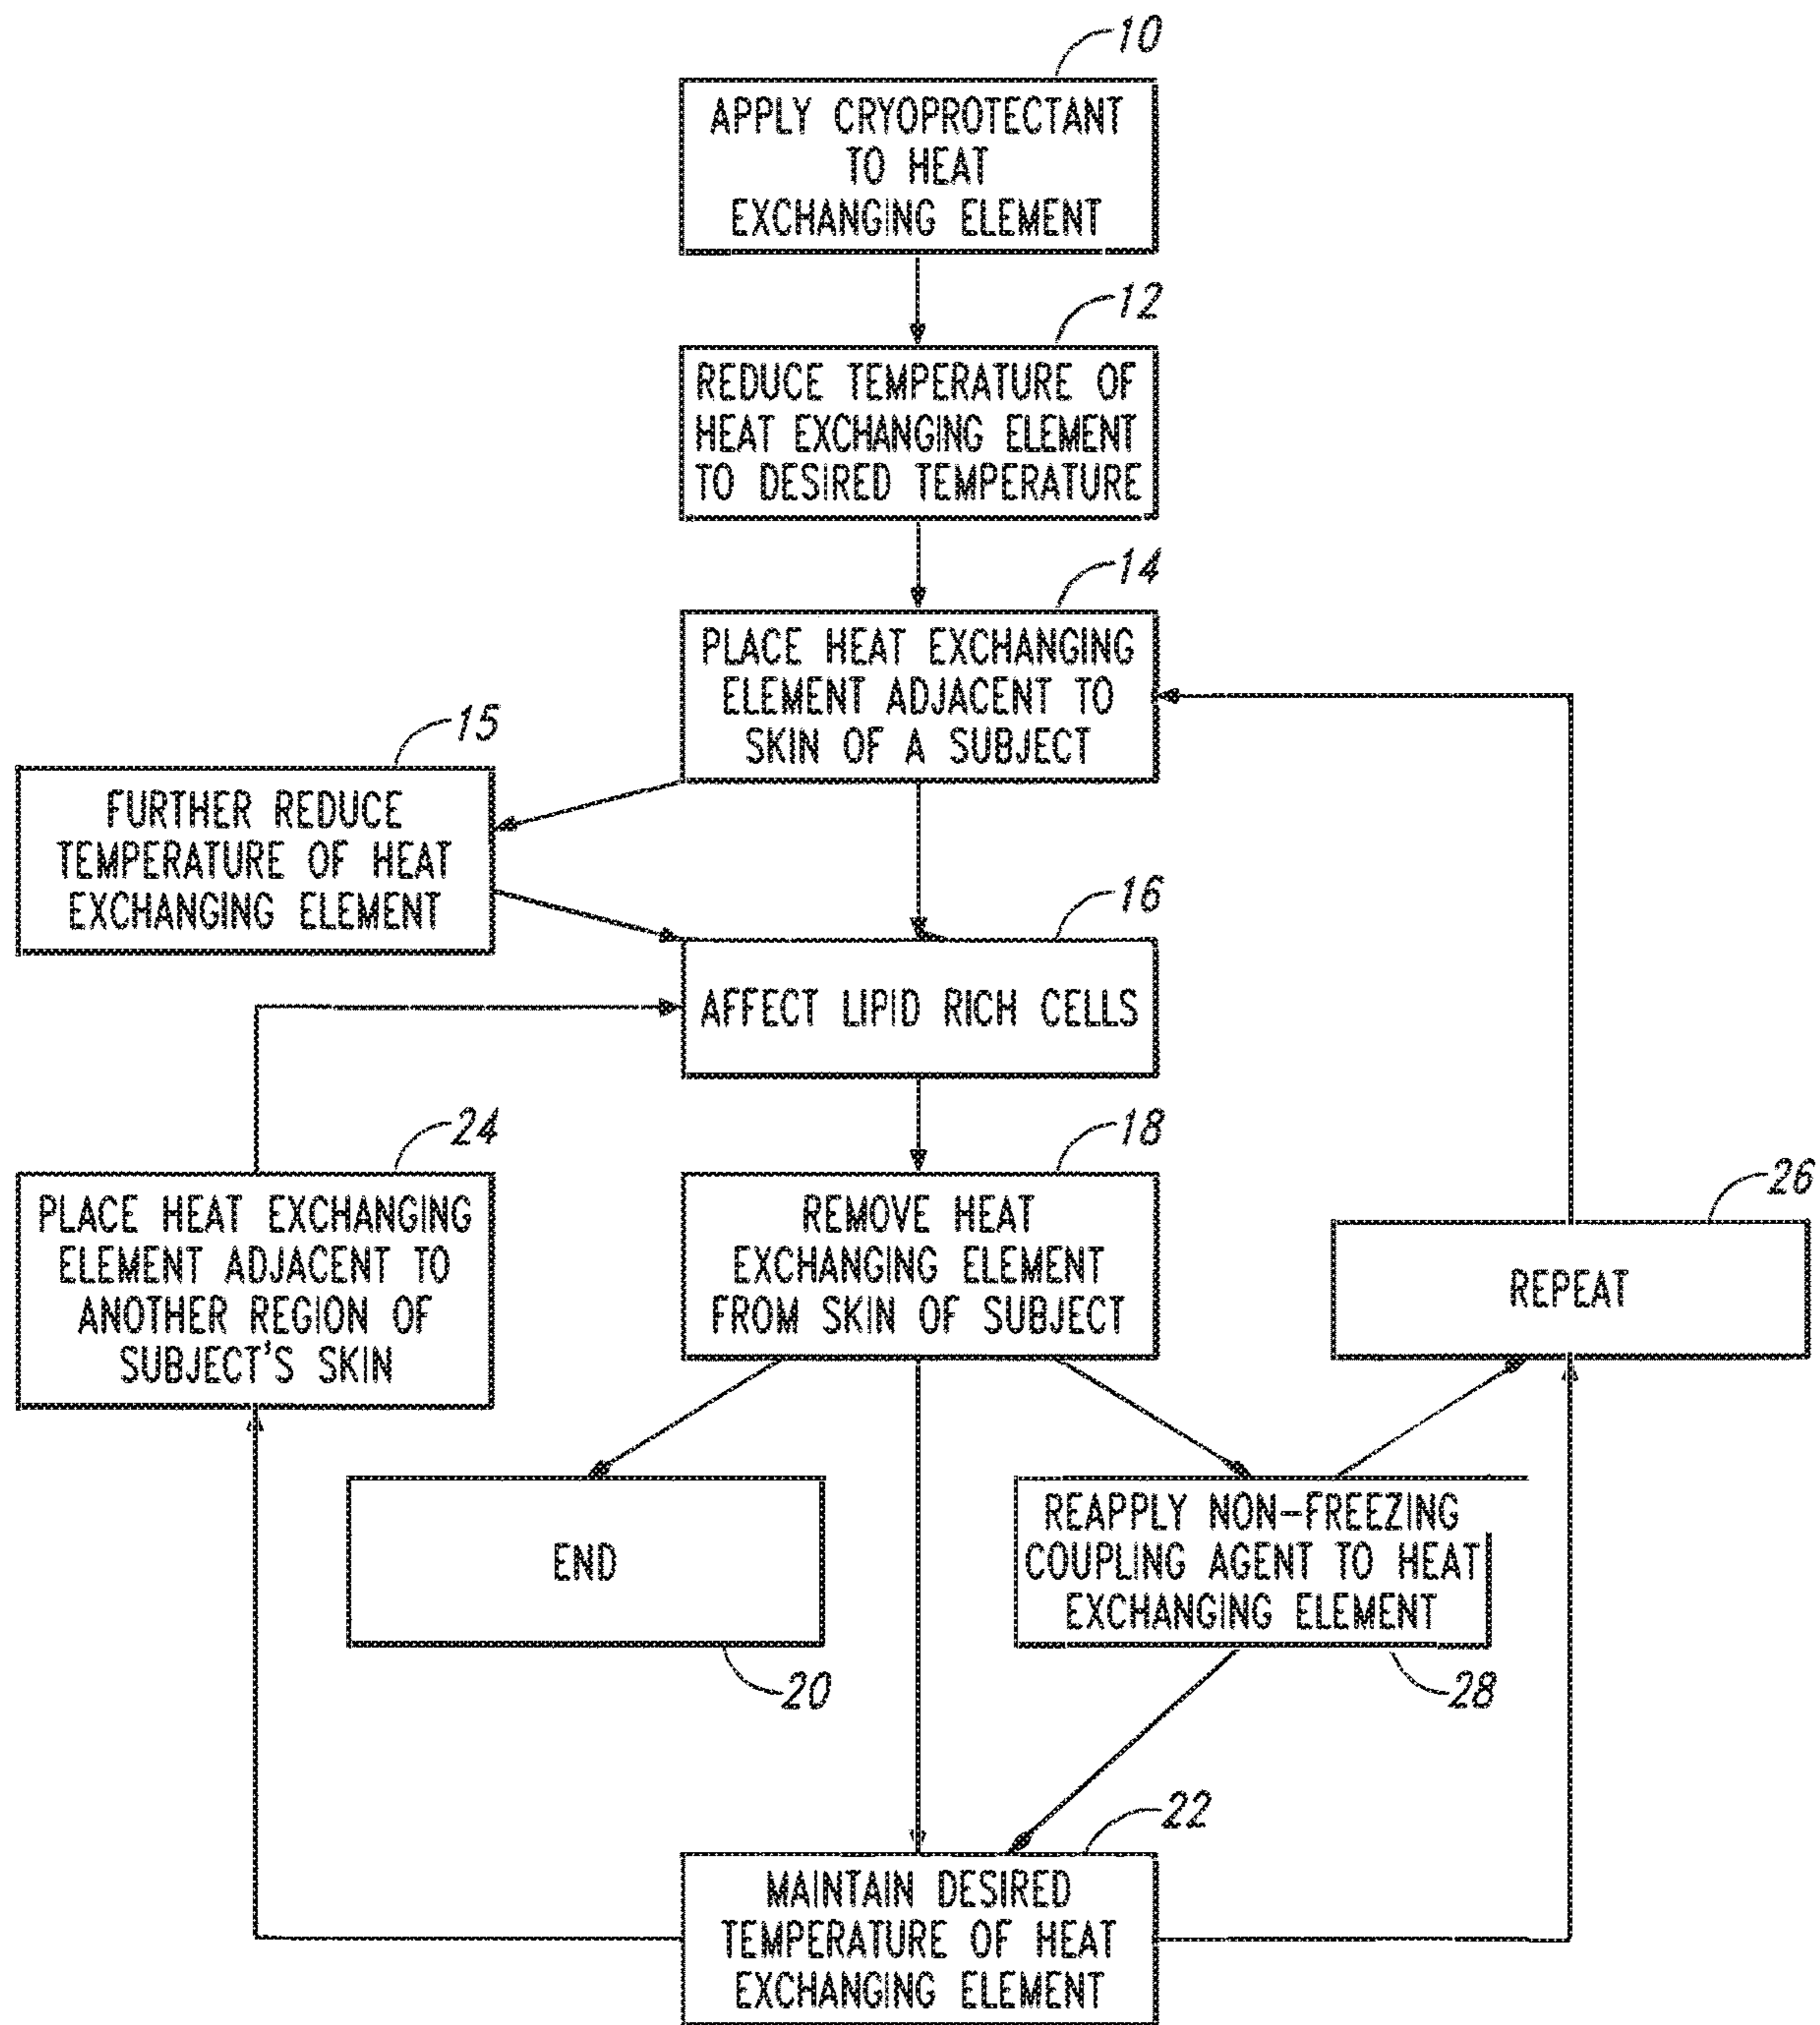 10
APPLY CRYOPROTECTANT
TO HEAT
EXCHANGING ELEMENT
12
REDUCE TEMPERATURE OF
HEAT EXCHANGING ELEMENT
TO DESIRED TEMPERATURE
14
PLACE HEAT EXCHANGING
ELEMENT ADJACENT TO
SKIN OF A SUBJECT
15
FURTHER REDUCE
TEMPERATURE OF HEAT
EXCHANGING ELEMENT
16
AFFECT LIPID RICH CELLS
24
PLACE HEAT EXCHANGING
ELEMENT ADJACENT TO
ANOTHER REGION OF
SUBJECT'S SKIN
18
REMOVE HEAT
EXCHANGING ELEMENT
FROM SKIN OF SUBJECT
26
REPEAT
END
20
REAPPLY NON-FREEZING
COUPLING AGENT TO HEAT
EXCHANGING ELEMENT
28
22
MAINTAIN DESIRED
TEMPERATURE OF HEAT
EXCHANGING ELEMENT